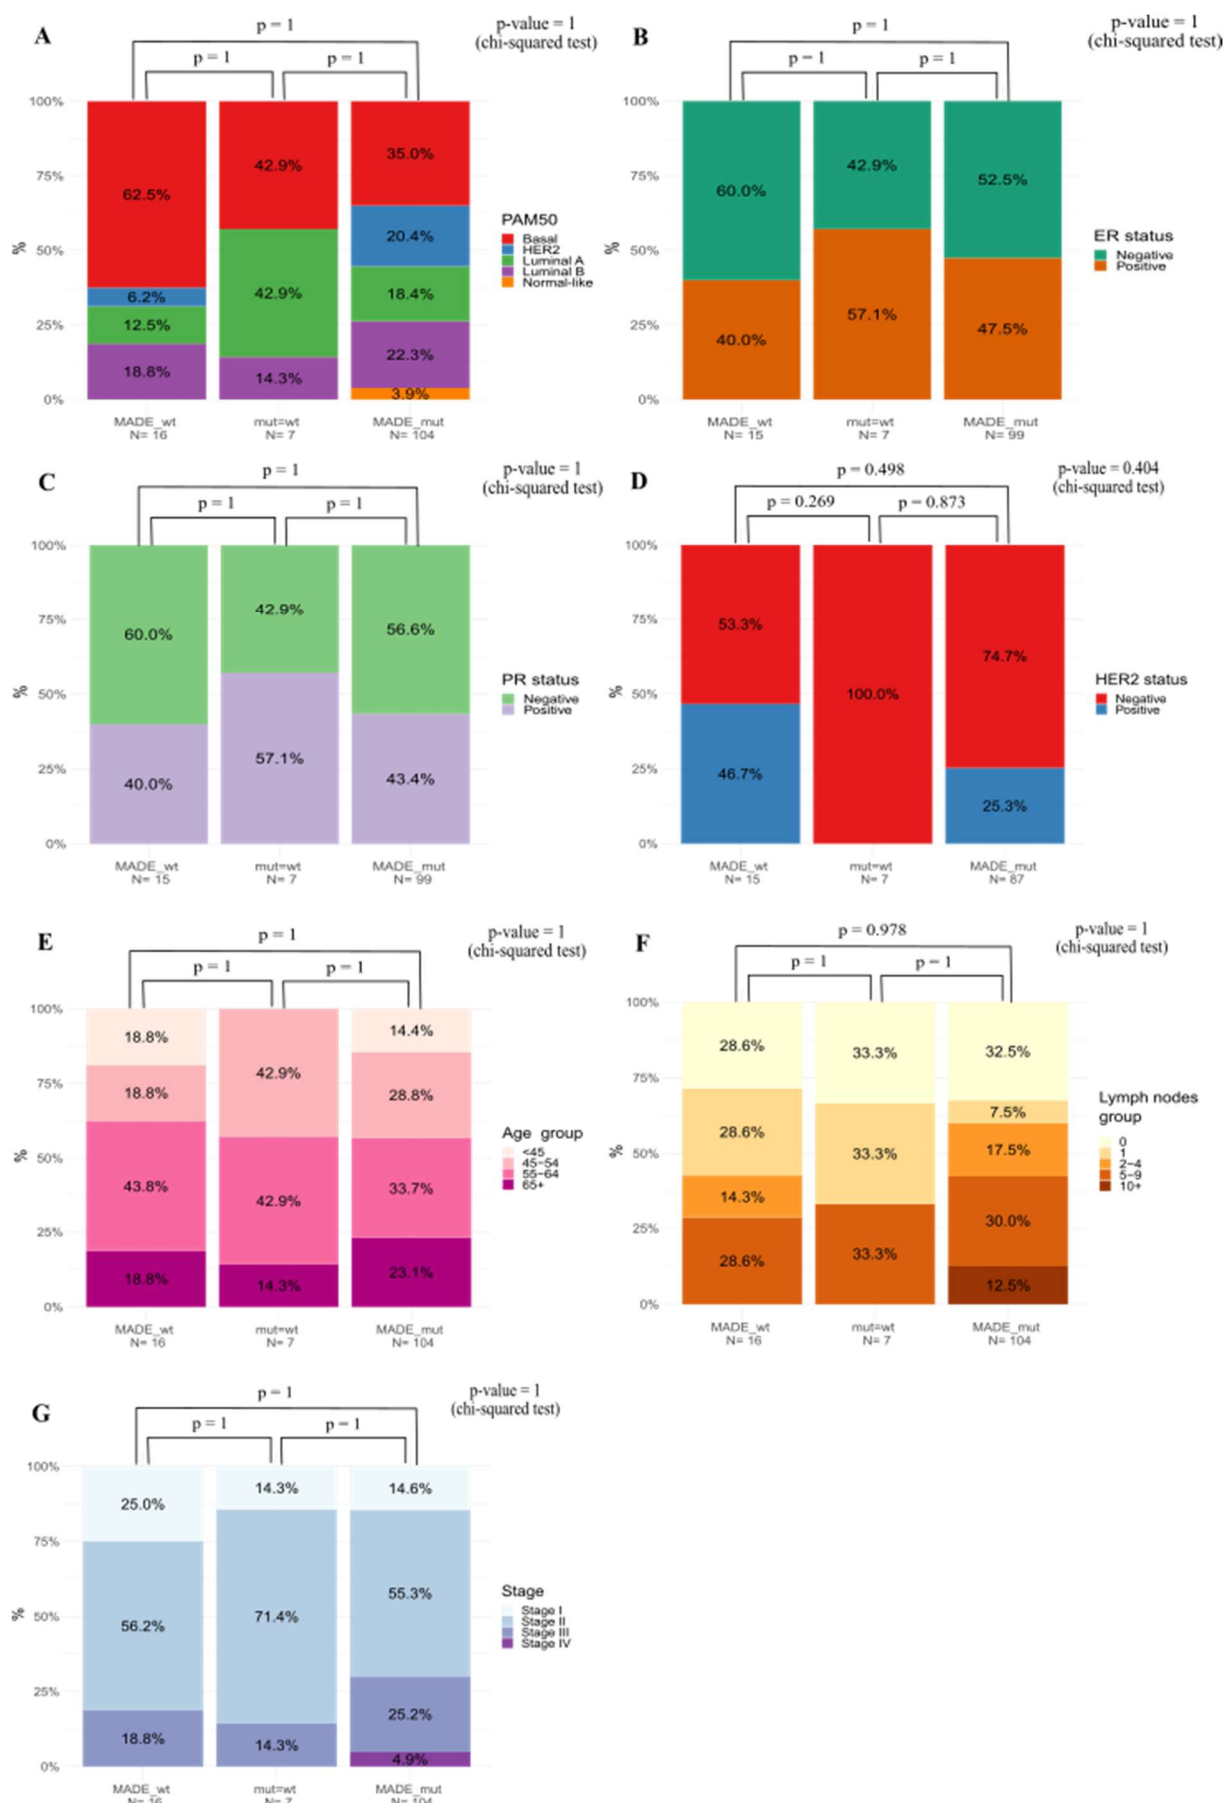 A
p = 1
p-value = 1
(chi-squared test)
p = 1
p = 1
100%
75%
50%
25%
0%
%
62.5%
6.2%
12.5%
18.8%
42.9%
42.9%
14.3%
35.0%
20.4%
18.4%
22.3%
3.9%
MADE_wt
N= 16
mut=wt
N= 7
MADE_mut
N= 104
PAM50
Basal
HER2
Luminal A
Luminal B
Normal-like
B
p = 1
p-value = 1
(chi-squared test)
p = 1
p = 1
100%
75%
50%
25%
0%
%
60.0%
40.0%
42.9%
57.1%
52.5%
47.5%
MADE_wt
N= 15
mut=wt
N= 7
MADE_mut
N= 99
ER status
Negative
Positive
C
p = 1
p-value = 1
(chi-squared test)
p = 1
p = 1
100%
75%
50%
25%
0%
%
60.0%
40.0%
42.9%
57.1%
56.6%
43.4%
MADE_wt
N= 15
mut=wt
N= 7
MADE_mut
N= 99
PR status
Negative
Positive
D
p = 0.498
p-value = 0.404
(chi-squared test)
p = 0.269
p = 0.873
100%
75%
50%
25%
0%
%
53.3%
46.7%
100.0%
74.7%
25.3%
MADE_wt
N= 15
mut=wt
N= 7
MADE_mut
N= 87
HER2 status
Negative
Positive
E
p = 1
p-value = 1
(chi-squared test)
p = 1
p = 1
100%
75%
50%
25%
0%
%
18.8%
18.8%
43.8%
18.8%
42.9%
42.9%
14.3%
14.4%
28.8%
33.7%
23.1%
MADE_wt
N= 16
mut=wt
N= 7
MADE_mut
N= 104
Age group
<45
45-54
55-64
65+
F
p = 0.978
p-value = 1
(chi-squared test)
p = 1
p = 1
100%
75%
50%
25%
0%
%
28.6%
28.6%
14.3%
28.6%
33.3%
33.3%
33.3%
32.5%
7.5%
17.5%
30.0%
12.5%
MADE_wt
N= 16
mut=wt
N= 7
MADE_mut
N= 104
Lymph nodes
group
0
1
2-4
5-9
10+
G
p = 1
p-value = 1
(chi-squared test)
p = 1
p = 1
100%
75%
50%
25%
0%
%
25.0%
56.2%
18.8%
14.3%
71.4%
14.3%
14.6%
55.3%
25.2%
4.9%
MADE_wt
N= 16
mut=wt
N= 7
MADE_mut
N= 104
Stage
Stage I
Stage II
Stage III
Stage IV